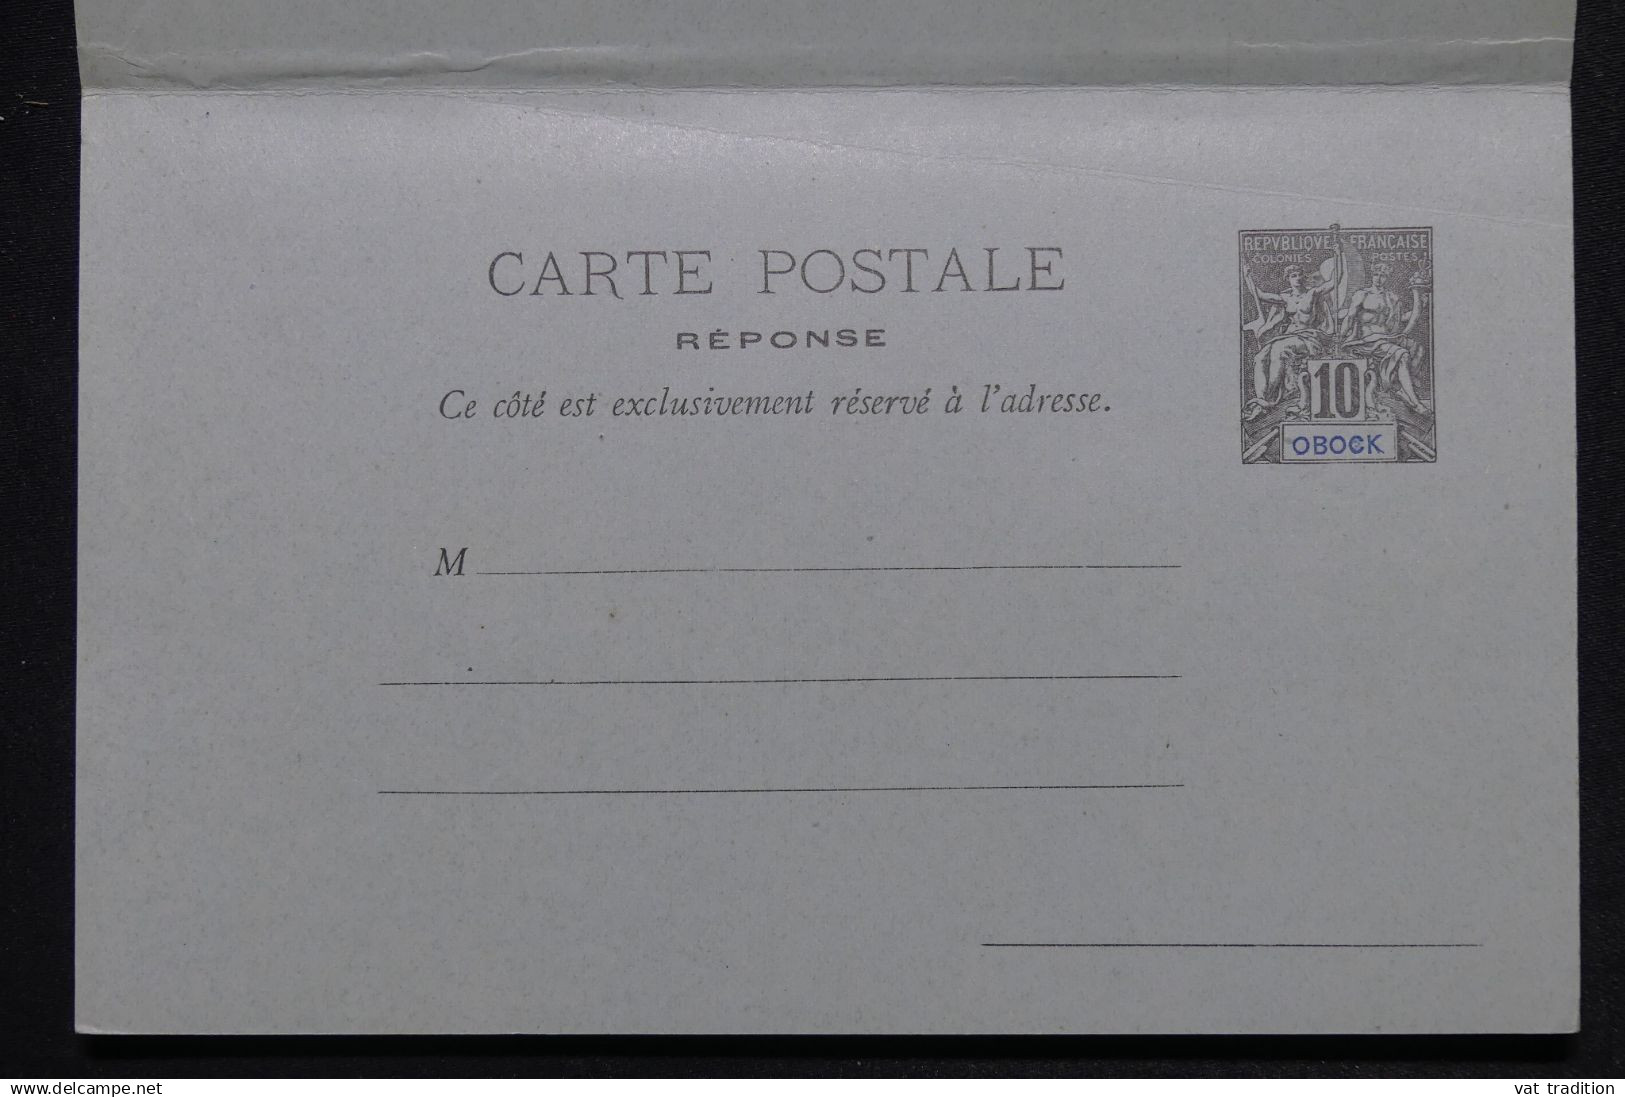 REPVBLIQVE FRANÇAISE
COLONIES POSTES
CARTE POSTALE
RÉPONSE
10
Ce côté est exclusivement réservé à l'adresse.
OBOCK
M
www.delcampe.net
vat tradition